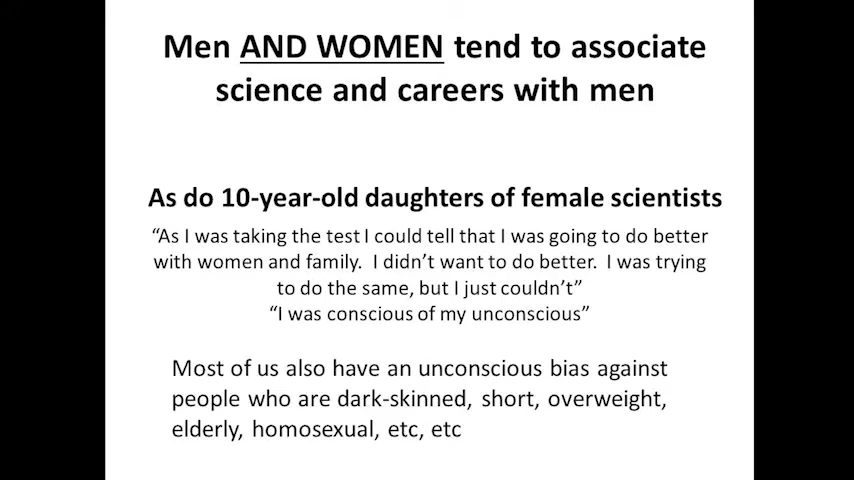 Men AND WOMEN tend to associate
science and careers with men
As do 10-year-old daughters of female scientists
“As I was taking the test I could tell that I was going to do better
with women and family.  I didn’t want to do better.  I was trying
to do the same, but I just couldn’t”
“I was conscious of my unconscious”
Most of us also have an unconscious bias against
people who are dark-skinned, short, overweight,
elderly, homosexual, etc, etc